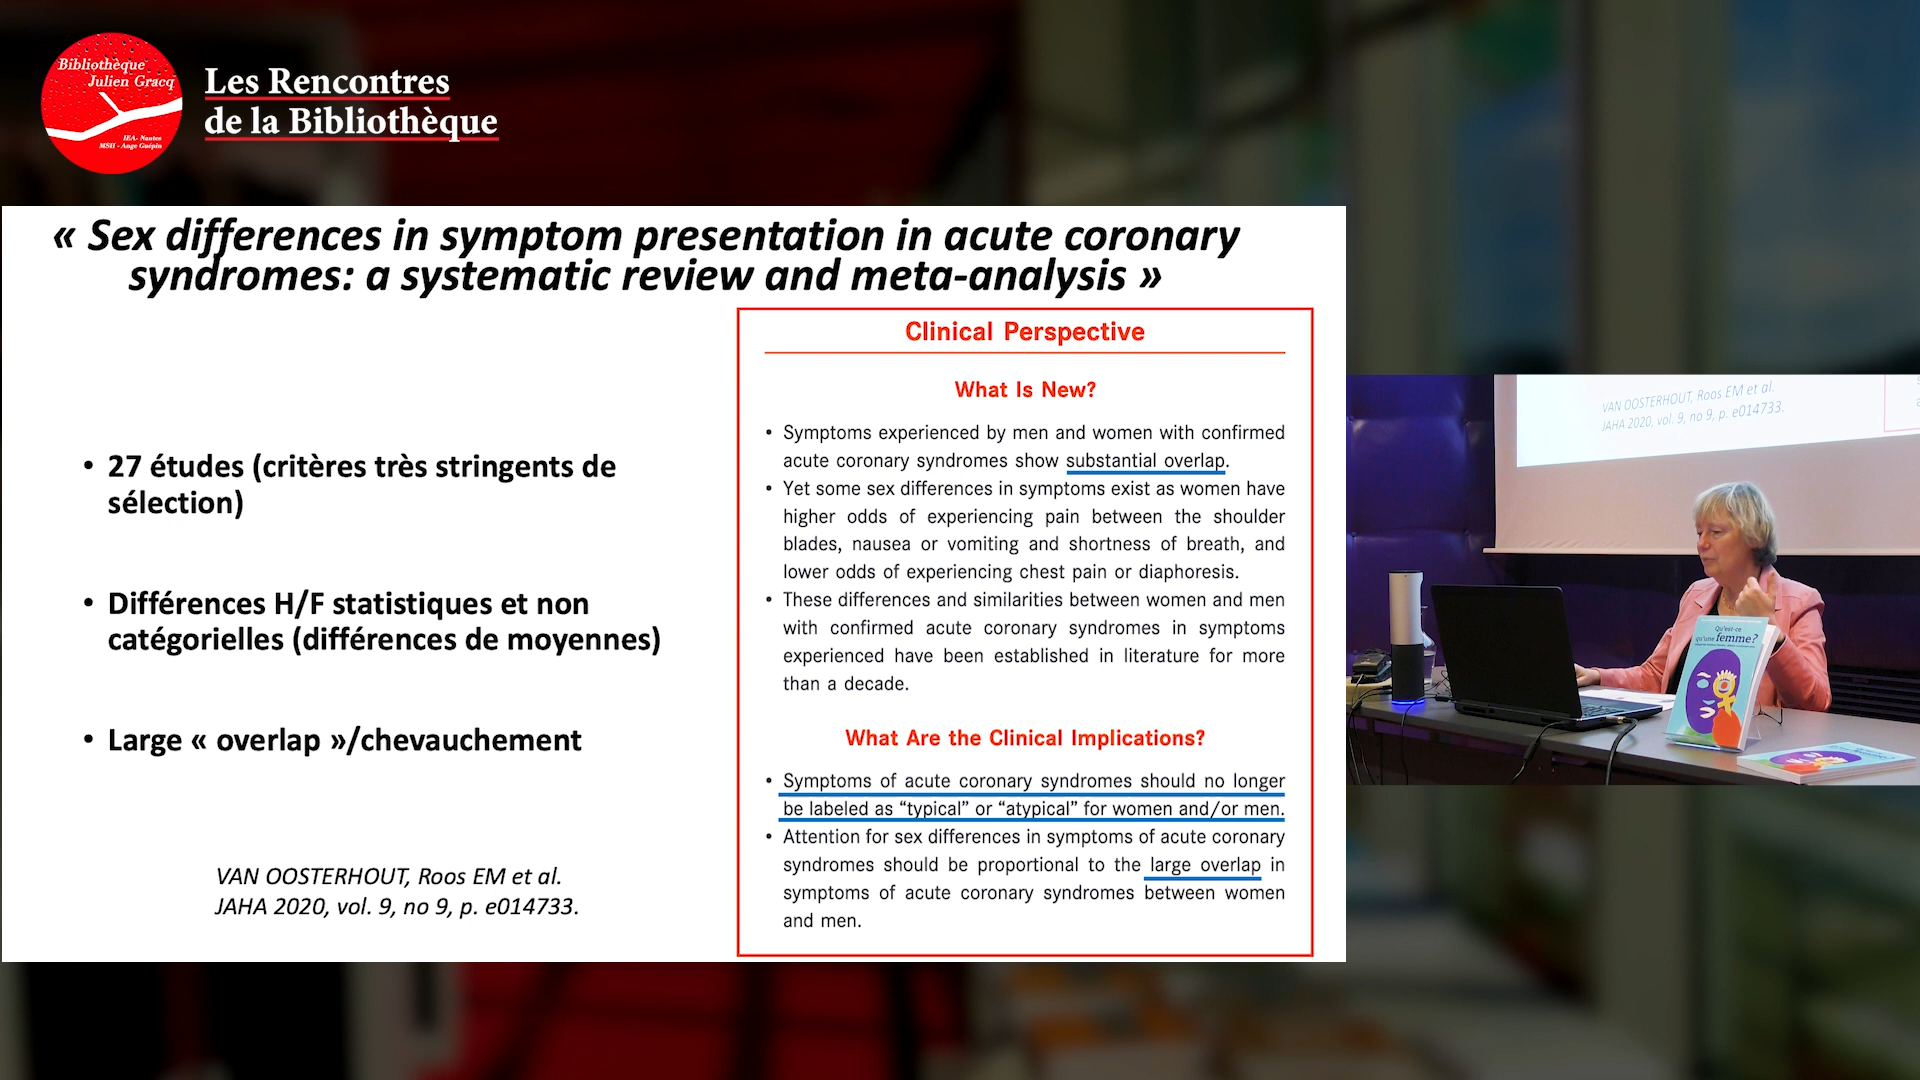 Bibliothèque
Julien Gracq
IEA- Nantes
MSH - Ange Guépin
Les Rencontres
de la Bibliothèque
« Sex differences in symptom presentation in acute coronary
syndromes: a systematic review and meta-analysis »
• 27 études (critères très stringents de
sélection)
• Différences H/F statistiques et non
catégorielles (différences de moyennes)
• Large « overlap »/chevauchement
VAN OOSTERHOUT, Roos EM et al.
JAHA 2020, vol. 9, no 9, p. e014733.
Clinical Perspective
What Is New?
• Symptoms experienced by men and women with confirmed
acute coronary syndromes show substantial overlap.
• Yet some sex differences in symptoms exist as women have
higher odds of experiencing pain between the shoulder
blades, nausea or vomiting and shortness of breath, and
lower odds of experiencing chest pain or diaphoresis.
• These differences and similarities between women and men
with confirmed acute coronary syndromes in symptoms
experienced have been established in literature for more
than a decade.
What Are the Clinical Implications?
• Symptoms of acute coronary syndromes should no longer
be labeled as “typical” or “atypical” for women and/or men.
• Attention for sex differences in symptoms of acute coronary
syndromes should be proportional to the large overlap in
symptoms of acute coronary syndromes between women
and men.
VAN OOSTERHOUT, Roos EM et al.
JAHA 2020, vol. 9, no 9, p. e014733.
Qu'est-ce
qu'une femme?